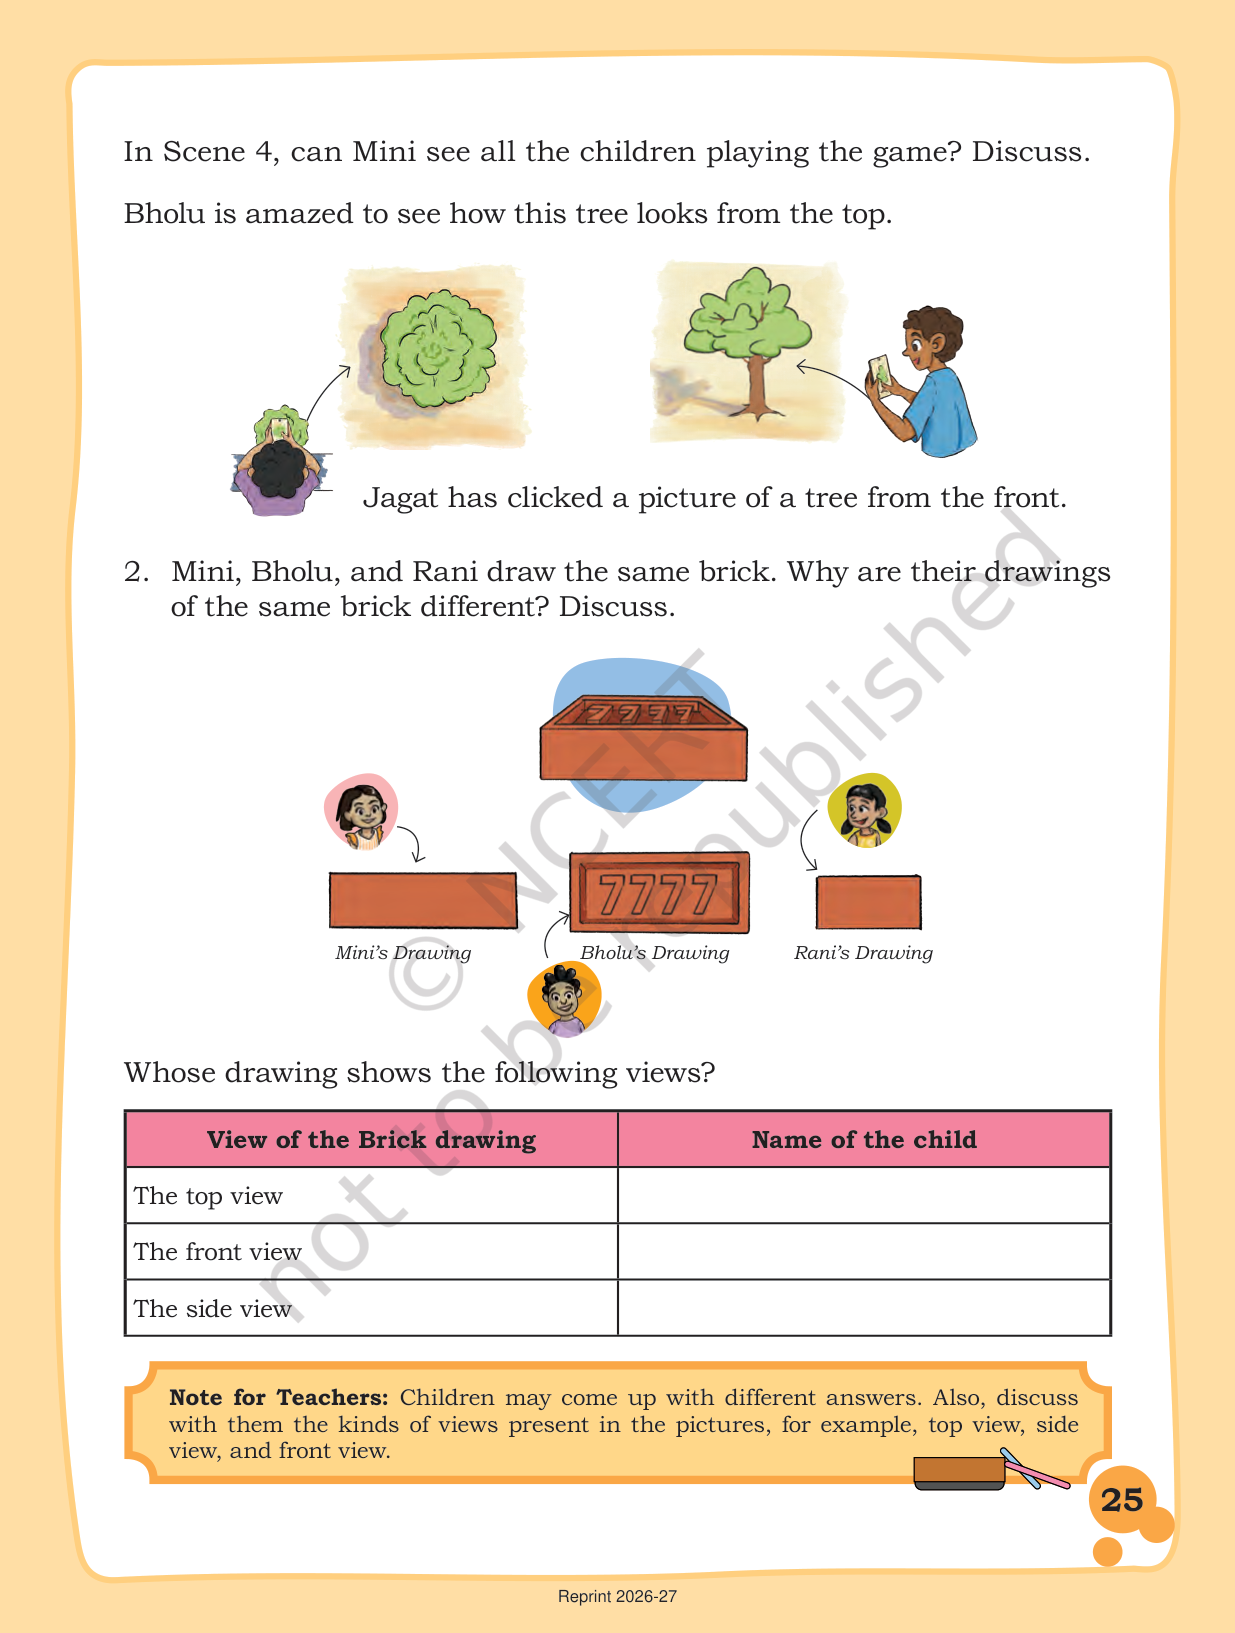 In Scene 4, can Mini see all the children playing the game? Discuss.
Bholu is amazed to see how this tree looks from the top.
Jagat has clicked a picture of a tree from the front.
2. Mini, Bholu, and Rani draw the same brick. Why are their drawings
of the same brick different? Discuss.
7777
7777
Mini's Drawing
Bholu's Drawing
Rani's Drawing
Whose drawing shows the following views?
View of the Brick drawing
Name of the child
The top view
The front view
The side view
Note for Teachers: Children may come up with different answers. Also, discuss
with them the kinds of views present in the pictures, for example, top view, side
view, and front view.
25
© NCERT
not to be republished
Reprint 2026-27